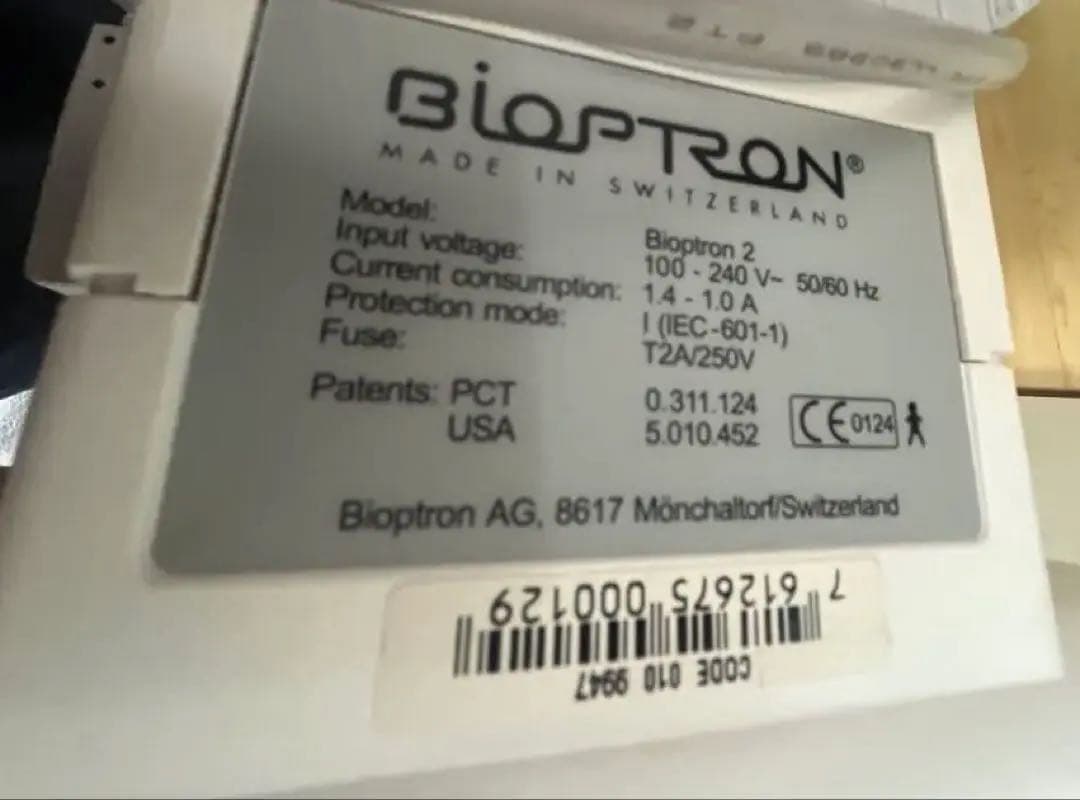 BIOPTRON®
MADE IN SWITZERLAND
Model: Bioptron 2
Input voltage: 100 - 240 V~ 50/60 Hz
Current consumption: 1.4 - 1.0 A
Protection mode: I (IEC-601-1)
Fuse: T2A/250V
Patents: PCT 0.311.124
USA 5.010.452
CE 0124
Bioptron AG, 8617 Mönchaltorf/Switzerland
7 612675 000129
CODE 010 9947